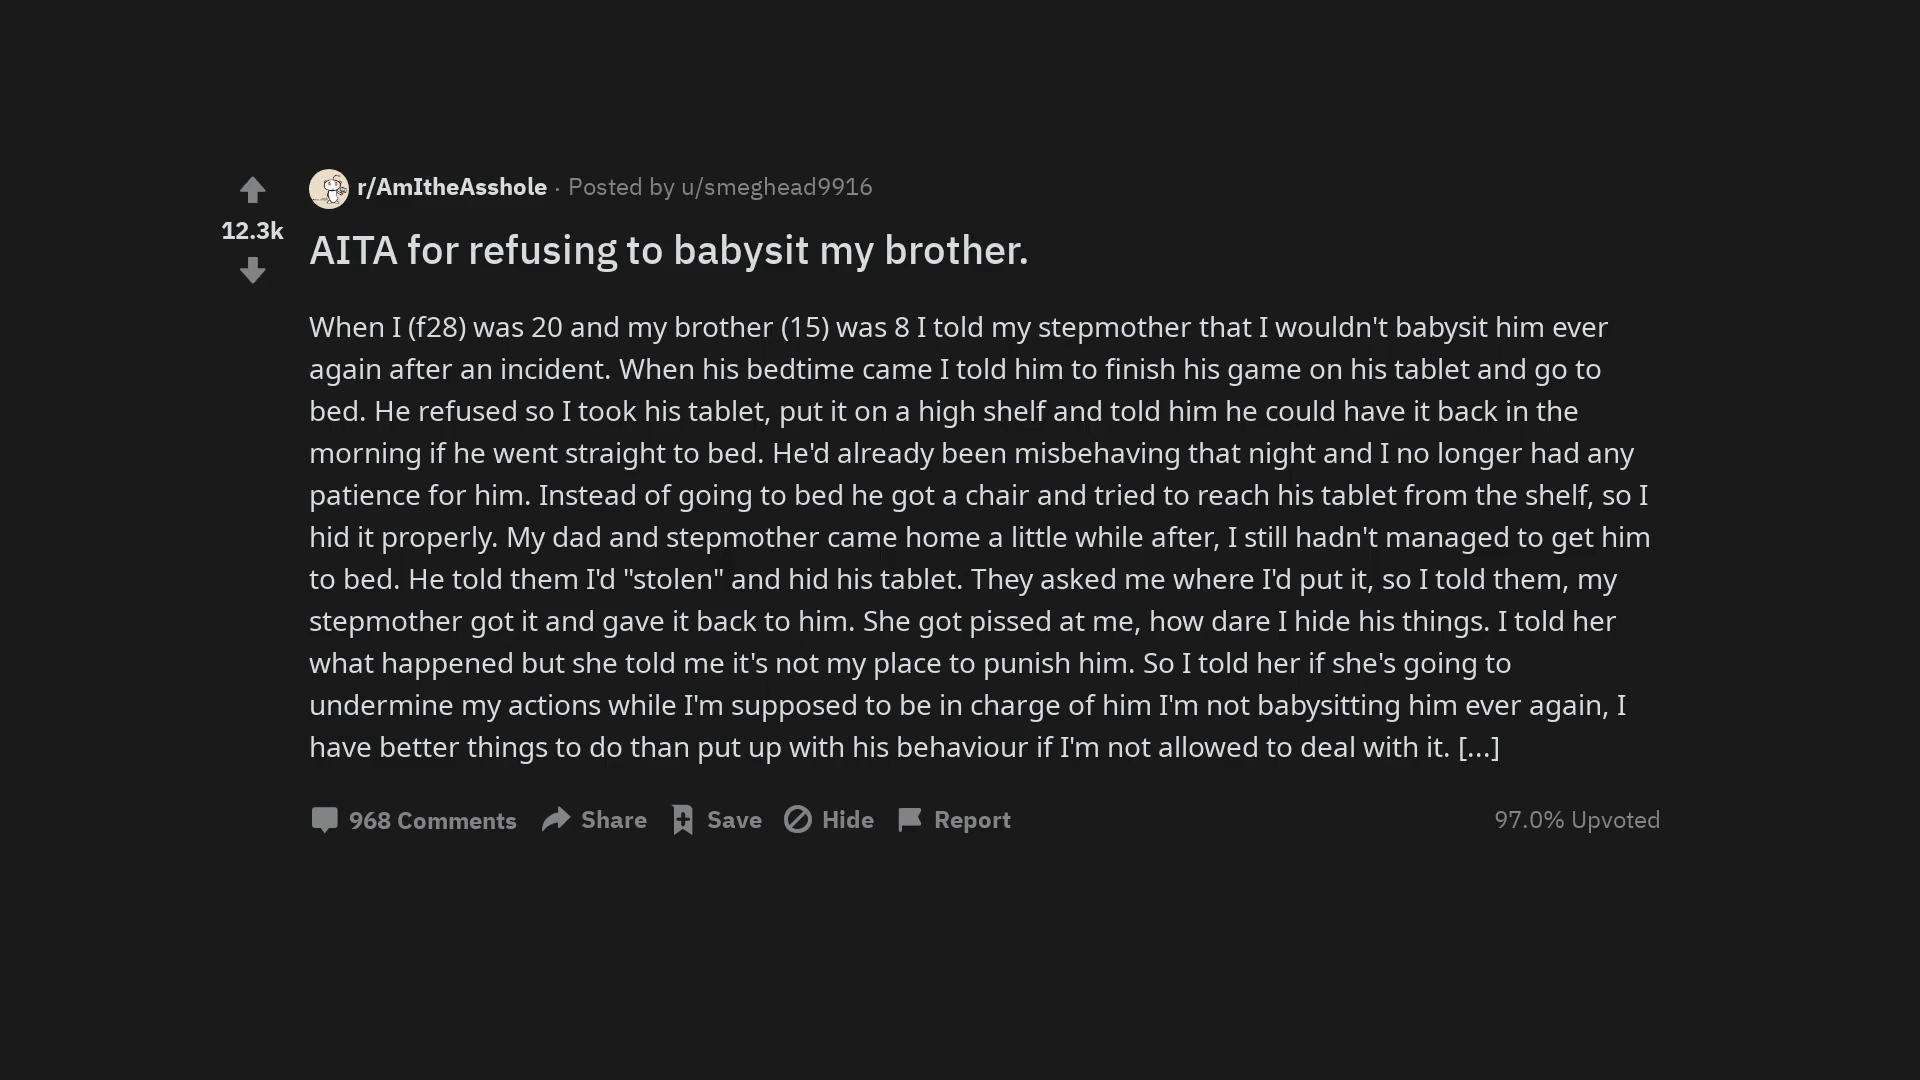 r/AmItheAsshole · Posted by u/smeghead9916
12.3k
AITA for refusing to babysit my brother.
When I (f28) was 20 and my brother (15) was 8 I told my stepmother that I wouldn't babysit him ever
again after an incident. When his bedtime came I told him to finish his game on his tablet and go to
bed. He refused so I took his tablet, put it on a high shelf and told him he could have it back in the
morning if he went straight to bed. He'd already been misbehaving that night and I no longer had any
patience for him. Instead of going to bed he got a chair and tried to reach his tablet from the shelf, so I
hid it properly. My dad and stepmother came home a little while after, I still hadn't managed to get him
to bed. He told them I'd "stolen" and hid his tablet. They asked me where I'd put it, so I told them, my
stepmother got it and gave it back to him. She got pissed at me, how dare I hide his things. I told her
what happened but she told me it's not my place to punish him. So I told her if she's going to
undermine my actions while I'm supposed to be in charge of him I'm not babysitting him ever again, I
have better things to do than put up with his behaviour if I'm not allowed to deal with it. [...]
968 Comments Share Save Hide Report 97.0% Upvoted